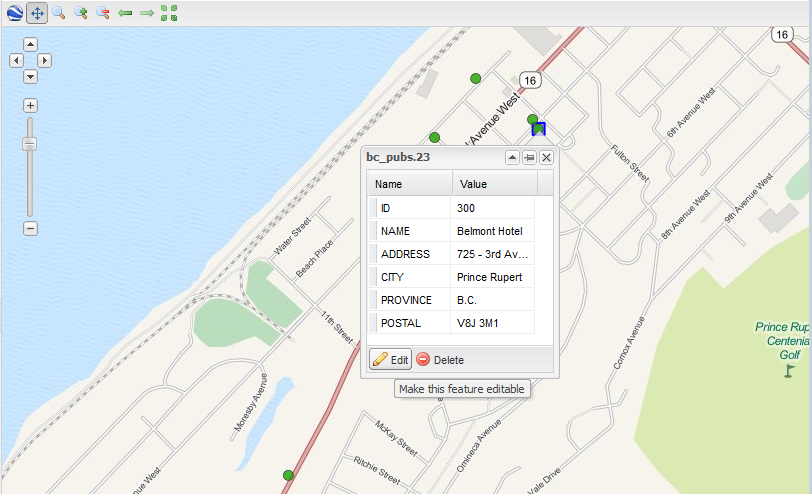 16
16
Avenue West
6th Avenue West
Fulton Street
bc_pubs.23
Name Value
ID 300
NAME Belmont Hotel
ADDRESS 725 - 3rd Av...
CITY Prince Rupert
PROVINCE B.C.
POSTAL V8J 3M1
Edit Delete
Make this feature editable
8th Avenue West
9th Avenue West
Water Street
Beach Place
11th Street
Comox Avenue
Prince Rup
Centenia
Golf
Moresby Avenue
McKay Street
Ritchie Street
Omineca Avenue
Vale Drive
nue West